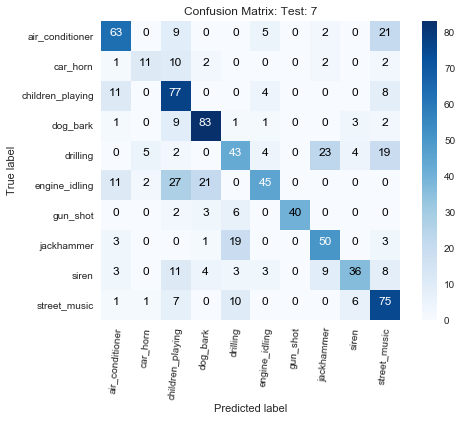 Confusion Matrix: Test: 7
True label
air_conditioner 63 0 9 0 0 5 0 2 0 21
car_horn 1 11 10 2 0 0 0 2 0 2
children_playing 11 0 77 0 0 4 0 0 0 8
dog_bark 1 0 9 83 1 1 0 0 3 2
drilling 0 5 2 0 43 4 0 23 4 19
engine_idling 11 2 27 21 0 45 0 0 0 0
gun_shot 0 0 2 3 6 0 40 0 0 0
jackhammer 3 0 0 1 19 0 0 50 0 3
siren 3 0 11 4 3 3 0 9 36 8
street_music 1 1 7 0 10 0 0 0 6 75
air_conditioner car_horn children_playing dog_bark drilling engine_idling gun_shot jackhammer siren street_music
Predicted label
80
70
60
50
40
30
20
10
0